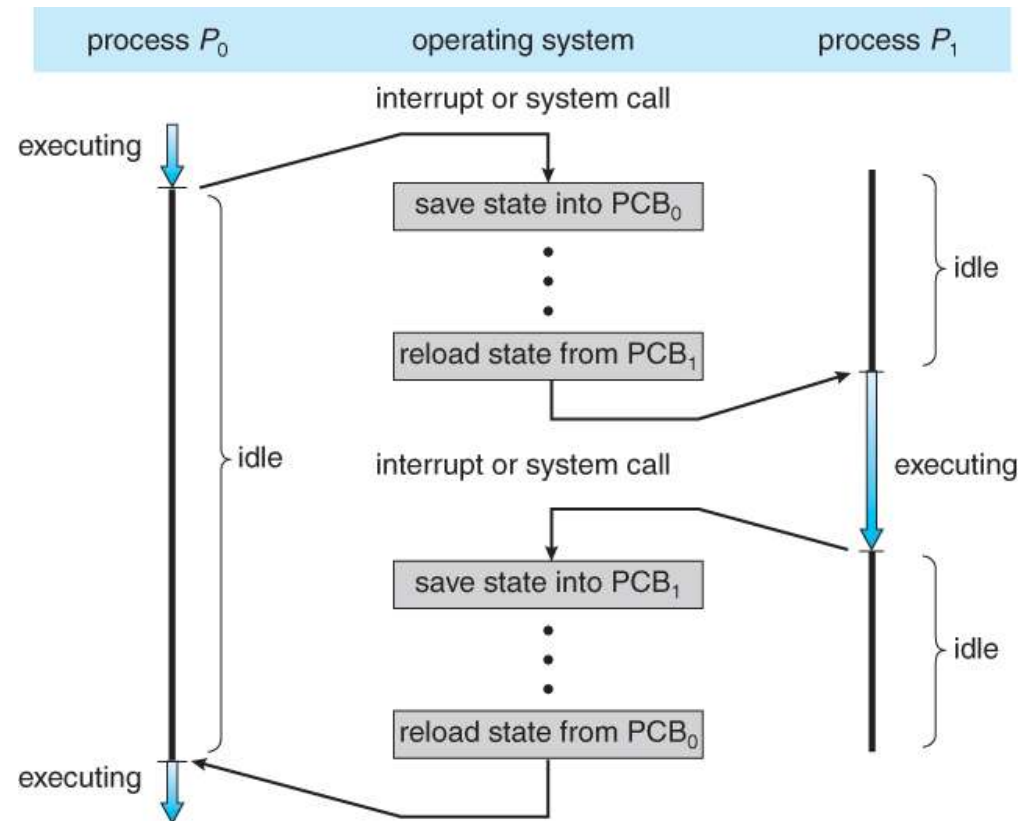 process P₀ operating system process P₁
interrupt or system call
executing
save state into PCB₀
idle
reload state from PCB₁
idle
interrupt or system call
executing
save state into PCB₁
idle
reload state from PCB₀
executing